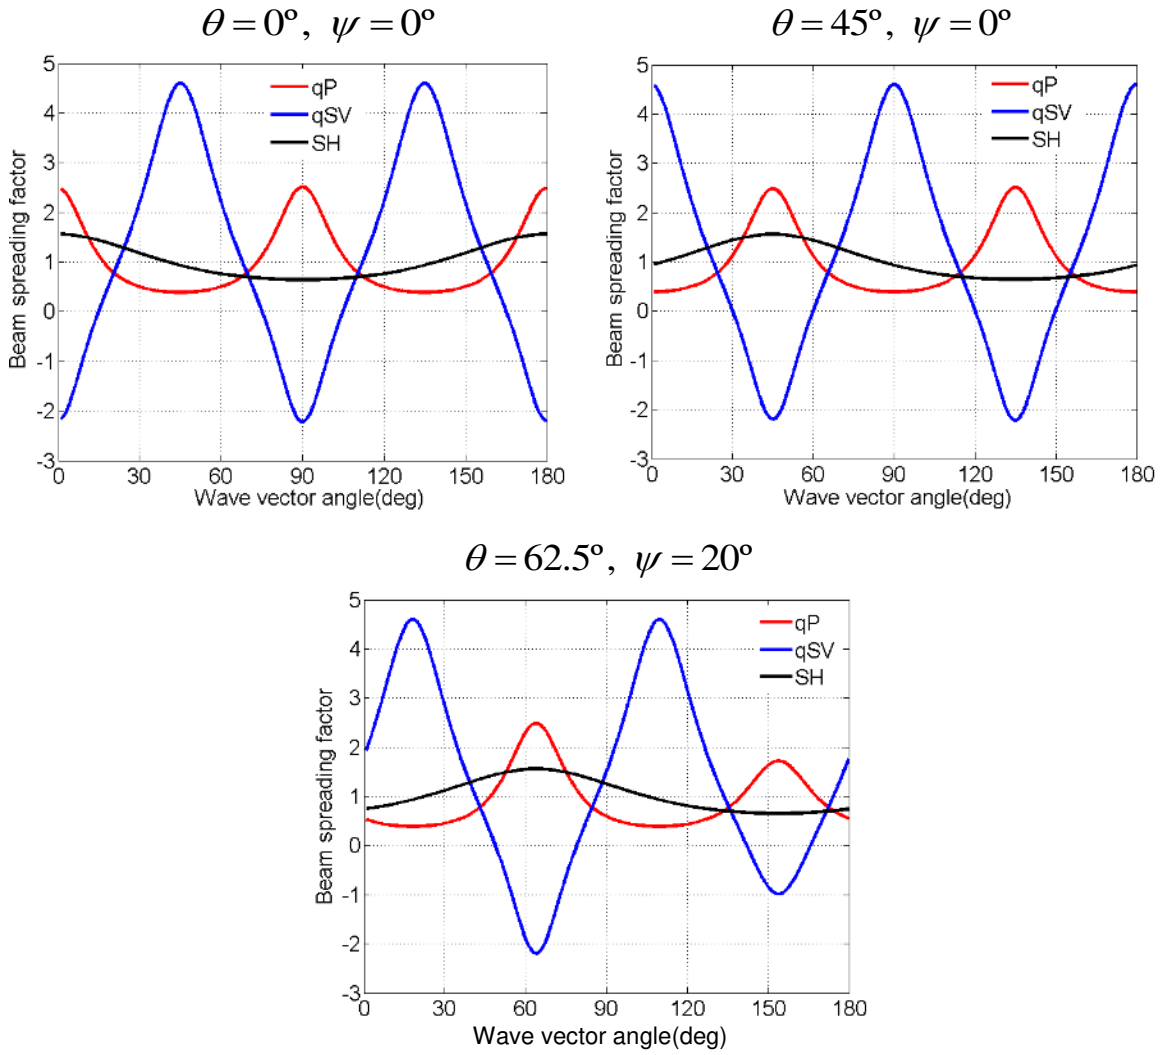 θ = 0º, ψ = 0º
5
4
3
2
1
0
-1
-2
-3
Beam spreading factor
qP
qSV
SH
0 30 60 90 120 150 180
Wave vector angle(deg)
θ = 45º, ψ = 0º
5
4
3
2
1
0
-1
-2
-3
Beam spreading factor
qP
qSV
SH
0 30 60 90 120 150 180
Wave vector angle(deg)
θ = 62.5º, ψ = 20º
5
4
3
2
1
0
-1
-2
-3
Beam spreading factor
qP
qSV
SH
0 30 60 90 120 150 180
Wave vector angle(deg)